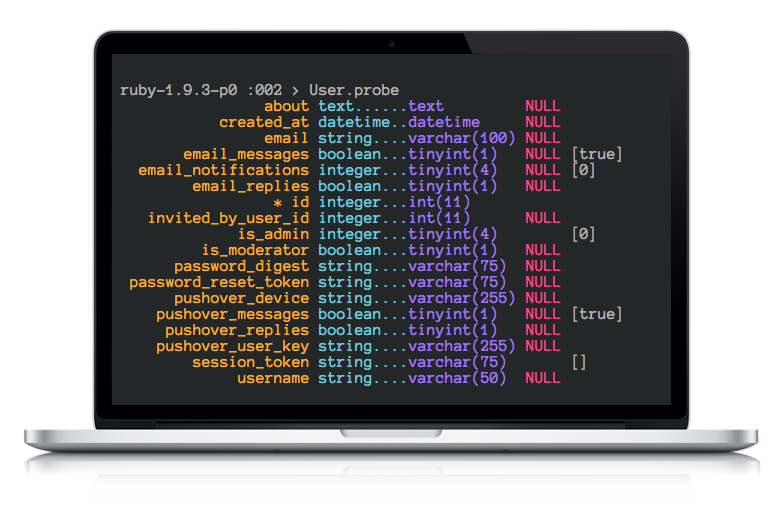 ruby-1.9.3-p0 :002 > User.probe
about text......text NULL
created_at datetime..datetime NULL
email string....varchar(100) NULL
email_messages boolean...tinyint(1) NULL [true]
email_notifications integer...tinyint(4) NULL [0]
email_replies boolean...tinyint(1) NULL
* id integer...int(11)
invited_by_user_id integer...int(11) NULL
is_admin integer...tinyint(4) [0]
is_moderator boolean...tinyint(1) NULL
password_digest string....varchar(75) NULL
password_reset_token string....varchar(75) NULL
pushover_device string....varchar(255) NULL
pushover_messages boolean...tinyint(1) NULL [true]
pushover_replies boolean...tinyint(1) NULL
pushover_user_key string....varchar(255) NULL
session_token string....varchar(75) []
username string....varchar(50) NULL